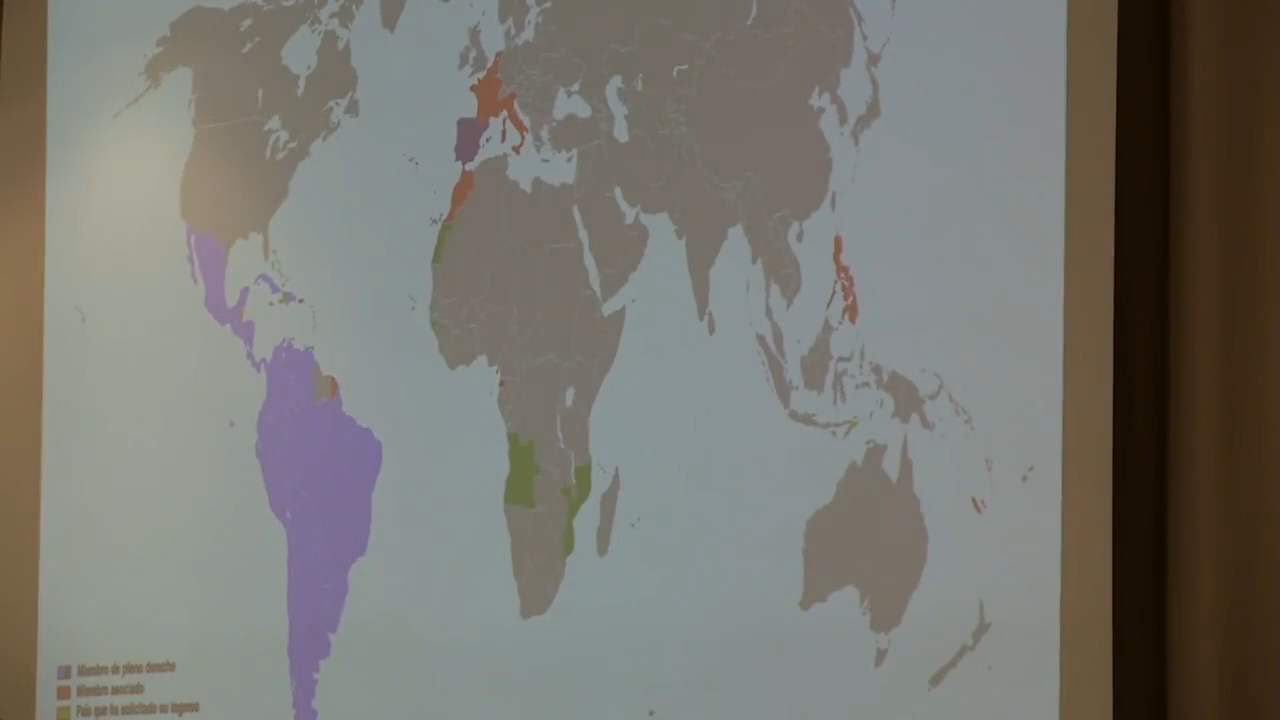 Miembro de pleno derecho
Miembro asociado
País que ha solicitado su ingreso